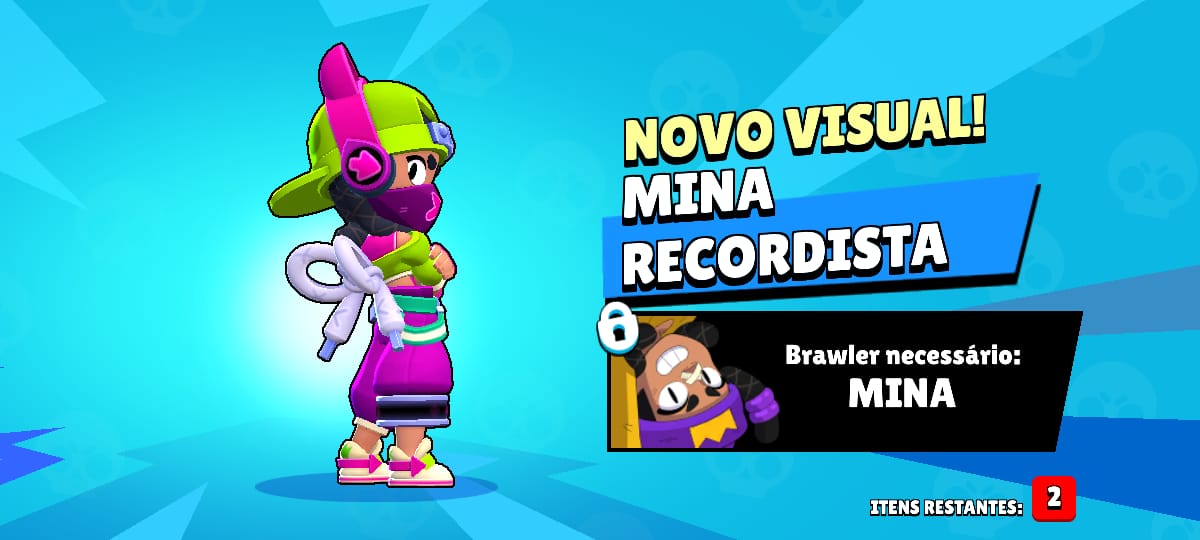 NOVO VISUAL!
MINA
RECORDISTA
Brawler necessário:
MINA
ITENS RESTANTES: 2